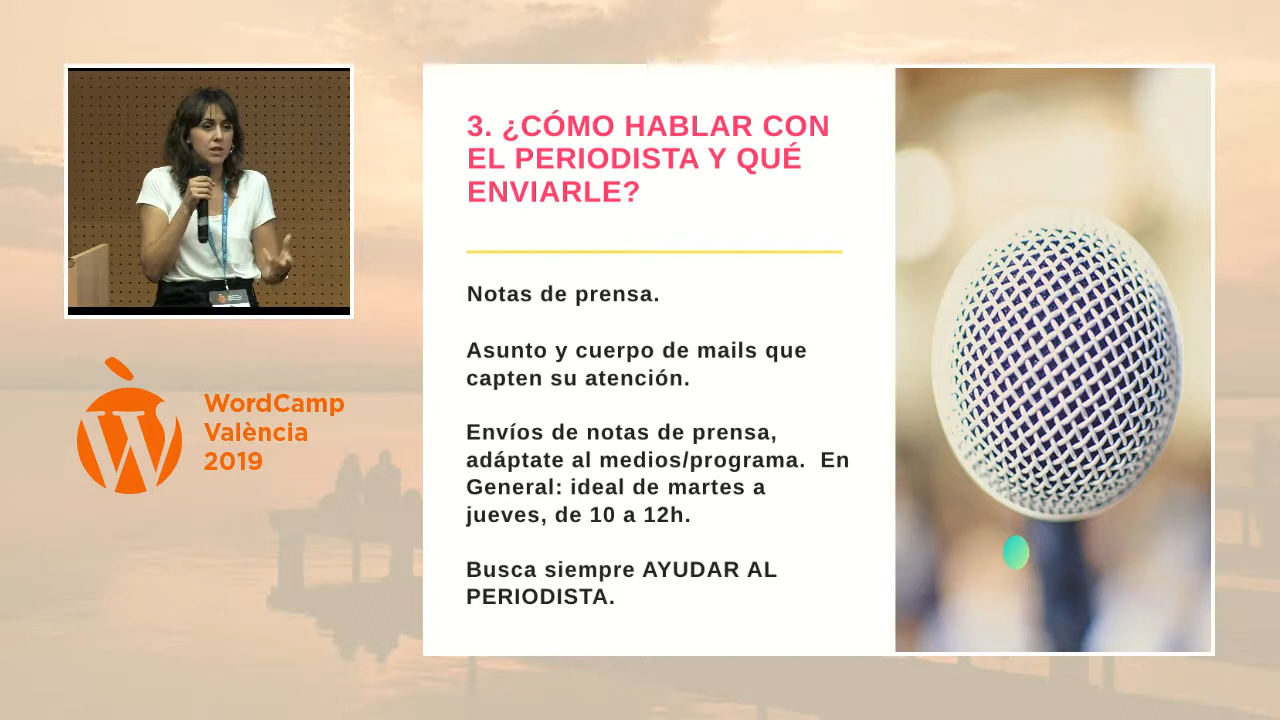 3. ¿CÓMO HABLAR CON
EL PERIODISTA Y QUÉ
ENVIARLE?
Notas de prensa.
Asunto y cuerpo de mails que
capten su atención.
Envíos de notas de prensa,
adáptate al medios/programa.  En
General: ideal de martes a
jueves, de 10 a 12h.
Busca siempre AYUDAR AL
PERIODISTA.
WordCamp
València
2019